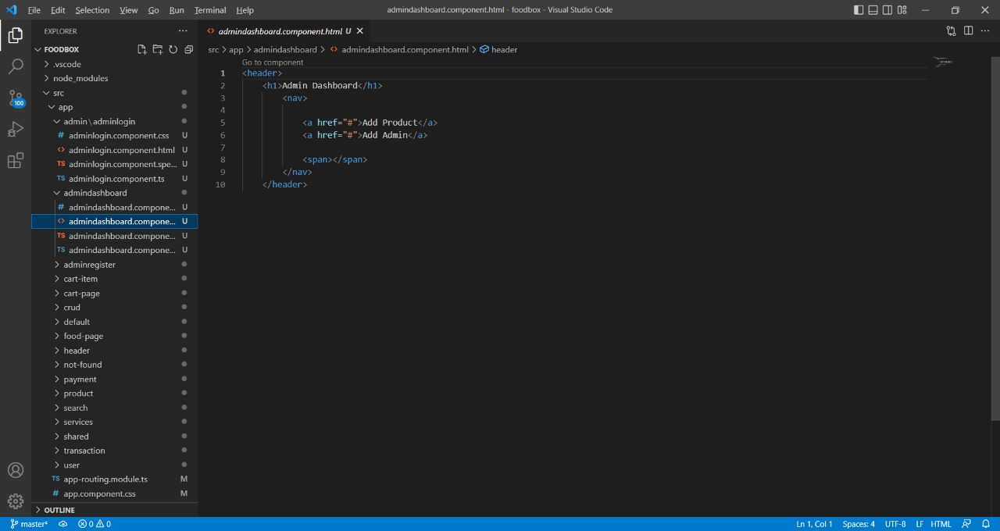 File Edit Selection View Go Run Terminal Help
admindashboard.component.html - foodbox - Visual Studio Code
EXPLORER
admindashboard.component.html U
FOODBOX
src > app > admindashboard > admindashboard.component.html > header
.vscode
node_modules
src
app
admin\adminlogin
# adminlogin.component.css U
<> adminlogin.component.html U
TS adminlogin.component.spe... U
TS adminlogin.component.ts U
admindashboard
# admindashboard.compone... U
<> admindashboard.compone... U
TS admindashboard.compone... U
TS admindashboard.compone... U
adminregister
cart-item
cart-page
crud
default
food-page
header
not-found
payment
product
search
services
shared
transaction
user
TS app-routing.module.ts M
# app.component.css M
OUTLINE
100
Go to component
1 <header>
2 <h1>Admin Dashboard</h1>
3 <nav>
4
5 <a href="#">Add Product</a>
6 <a href="#">Add Admin</a>
7
8 <span></span>
9 </nav>
10 </header>
master* 0 0 Ln 1, Col 1 Spaces: 4 UTF-8 LF HTML